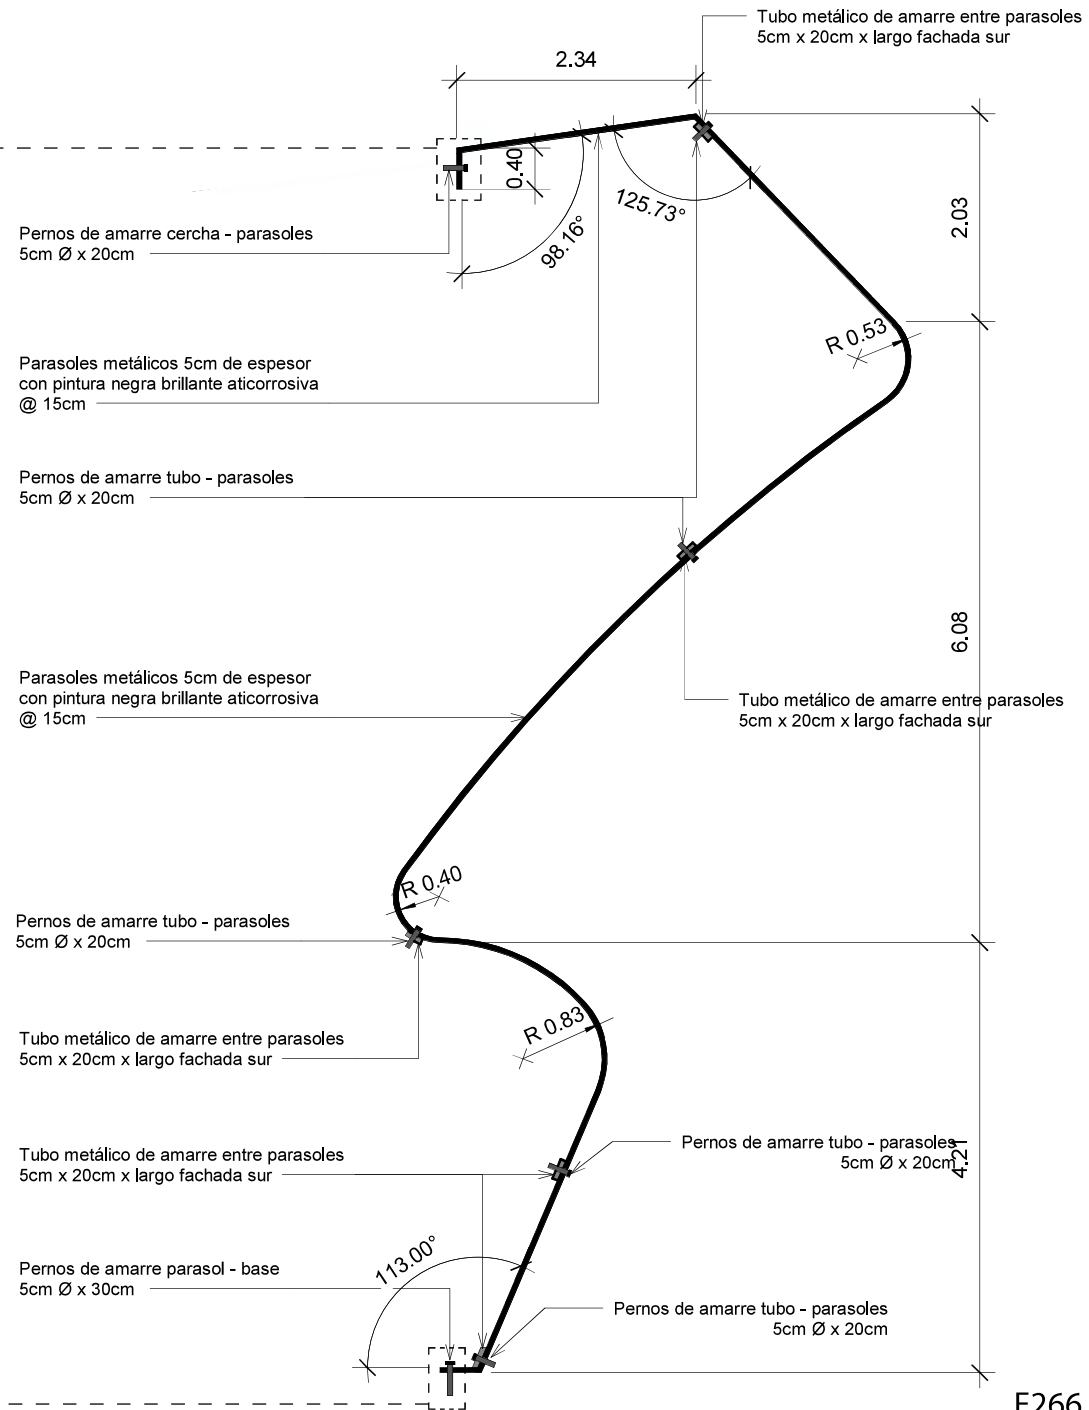 Tubo metálico de amarre entre parasoles
5cm x 20cm x largo fachada sur
2.34
0.40
125.73°
98.16°
2.03
Pernos de amarre cercha - parasoles
5cm Ø x 20cm
R 0.53
Parasoles metálicos 5cm de espesor
con pintura negra brillante aticorrosiva
@ 15cm
Pernos de amarre tubo - parasoles
5cm Ø x 20cm
6.08
Parasoles metálicos 5cm de espesor
con pintura negra brillante aticorrosiva
@ 15cm
Tubo metálico de amarre entre parasoles
5cm x 20cm x largo fachada sur
R 0.40
Pernos de amarre tubo - parasoles
5cm Ø x 20cm
R 0.83
Tubo metálico de amarre entre parasoles
5cm x 20cm x largo fachada sur
Pernos de amarre tubo - parasoles
5cm Ø x 20cm
4.21
Tubo metálico de amarre entre parasoles
5cm x 20cm x largo fachada sur
113.00°
Pernos de amarre parasol - base
5cm Ø x 30cm
Pernos de amarre tubo - parasoles
5cm Ø x 20cm
E266